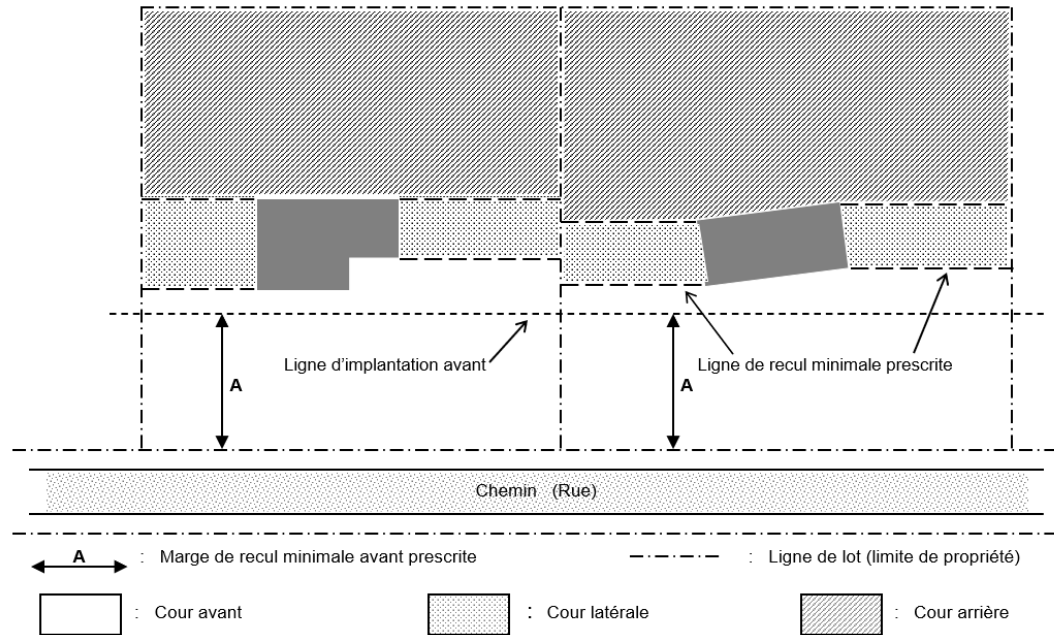 Ligne d'implantation avant
Ligne de recul minimale prescrite
A
A
Chemin (Rue)
A : Marge de recul minimale avant prescrite
: Ligne de lot (limite de propriété)
: Cour avant
: Cour latérale
: Cour arrière